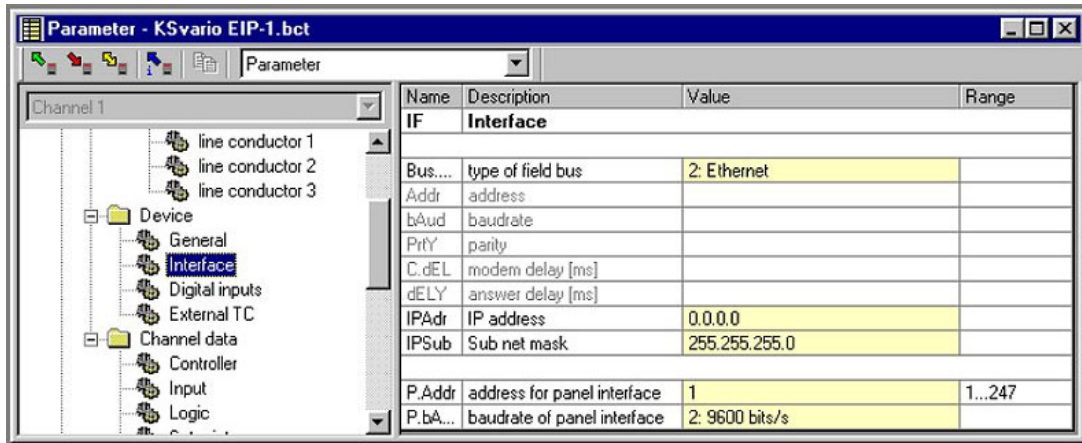 Parameter - KSvario EIP-1.bct
Parameter
Channel 1
line conductor 1
line conductor 2
line conductor 3
Device
General
Interface
Digital inputs
External TC
Channel data
Controller
Input
Logic
Name Description Value Range
IF Interface
Bus.... type of field bus 2: Ethernet
Addr address
bAud baudrate
PrtY parity
C.dEL modem delay [ms]
dELY answer delay [ms]
IPAdr IP address 0.0.0.0
IPSub Sub net mask 255.255.255.0
P.Addr address for panel interface 1 1...247
P.bA... baudrate of panel interface 2: 9600 bits/s